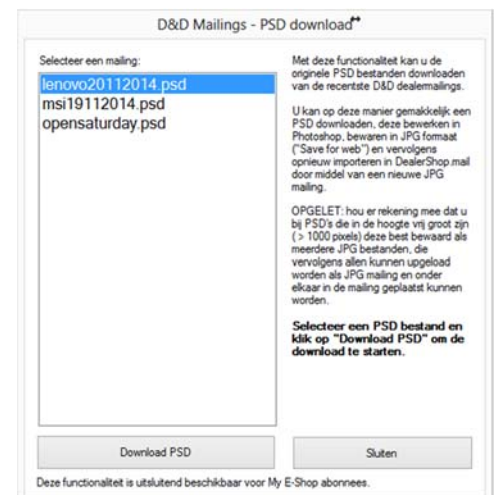 D&D Mailings - PSD download
Selecteer een mailing:
lenovo20112014.psd
msi19112014.psd
opensaturday.psd
Met deze functionaliteit kan u de
originele PSD bestanden downloaden
van de recentste D&D dealermailings.
U kan op deze manier gemakkelijk een
PSD downloaden, deze bewerken in
Photoshop, bewaren in JPG formaat
("Save for web") en vervolgens
opnieuw importeren in DealerShop.mail
door middel van een nieuwe JPG
mailing.
OPGELET: hou er rekening mee dat u
bij PSD's die in de hoogte vrij groot zijn
( > 1000 pixels) deze best bewaard als
meerdere JPG bestanden, die
vervolgens allen kunnen upgeload
worden als JPG mailing en onder
elkaar in de mailing geplaatst kunnen
worden.
Selecteer een PSD bestand en
klik op "Download PSD" om de
download te starten.
Download PSD
Sluiten
Deze functionaliteit is uitsluitend beschikbaar voor My E-Shop abonnees.